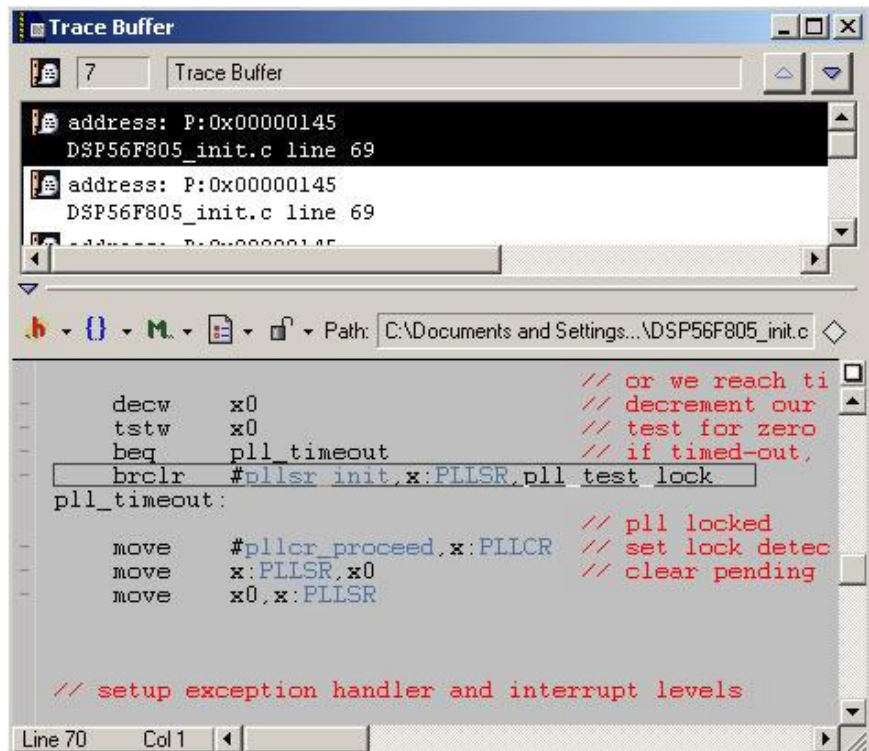 Trace Buffer
7 Trace Buffer
address: P:0x00000145
DSP56F805_init.c line 69
address: P:0x00000145
DSP56F805_init.c line 69
.h {} M. Path: C:\Documents and Settings...\DSP56F805_init.c
// or we reach ti
decw x0 // decrement our
tstw x0 // test for zero
beq pll_timeout // if timed-out,
brclr #pllsr_init,x:PLLSR,pll_test_lock
pll_timeout:
// pll locked
move #pllcr_proceed,x:PLLCR // set lock detec
move x:PLLSR,x0 // clear pending
move x0,x:PLLSR
// setup exception handler and interrupt levels
Line 70 Col 1